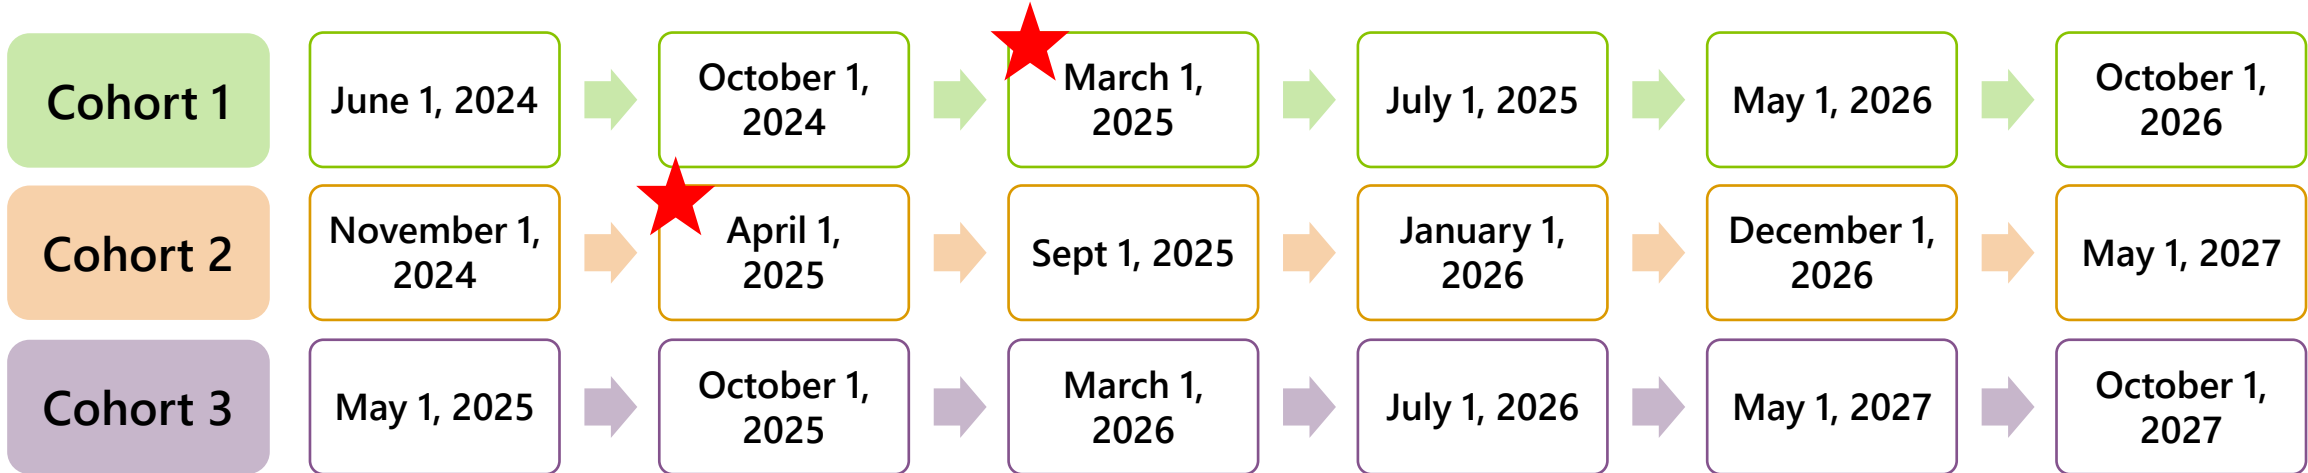 Cohort 1
June 1, 2024
October 1,
2024
March 1,
2025
July 1, 2025
May 1, 2026
October 1,
2026
Cohort 2
November 1,
2024
April 1,
2025
Sept 1, 2025
January 1,
2026
December 1,
2026
May 1, 2027
Cohort 3
May 1, 2025
October 1,
2025
March 1,
2026
July 1, 2026
May 1, 2027
October 1,
2027